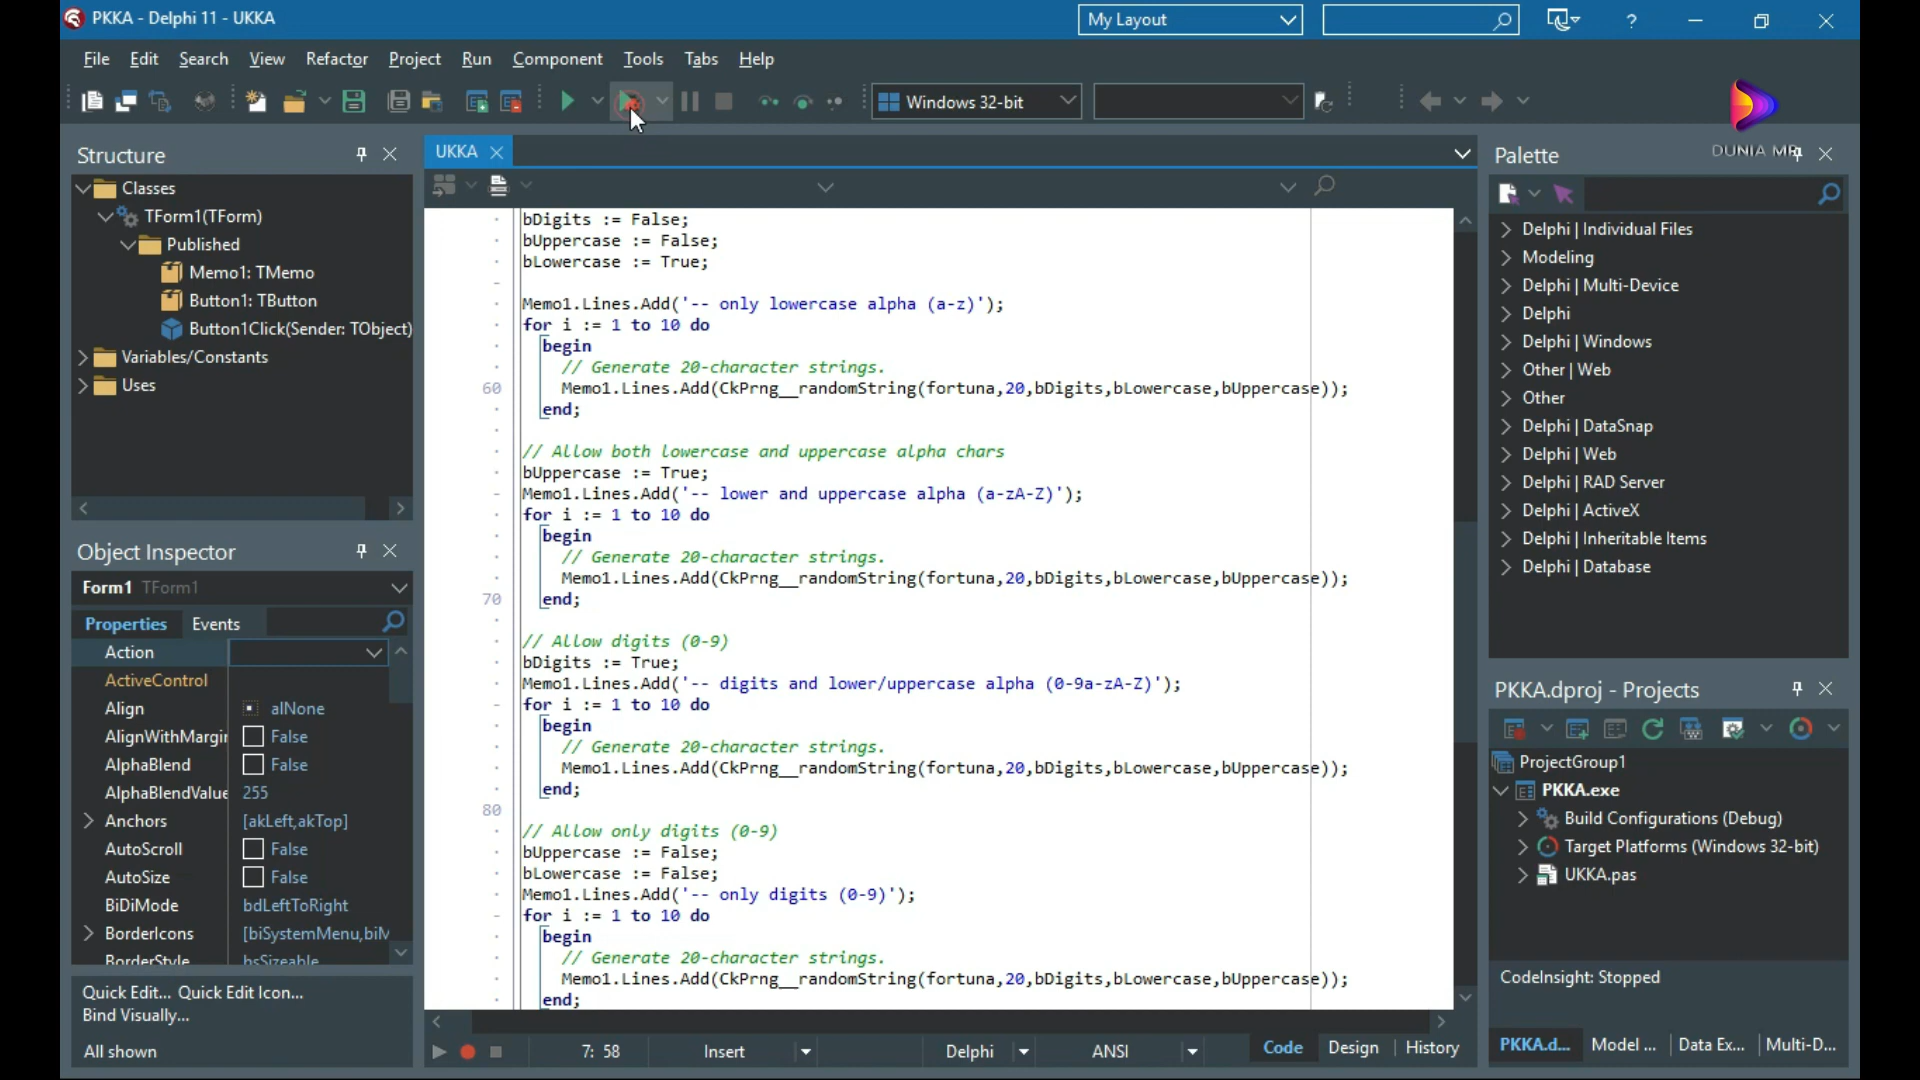 PKKA - Delphi 11 - UKKA
My Layout
?
File Edit Search View Refactor Project Run Component Tools Tabs Help
Windows 32-bit
DUNIA MR
Structure
Classes
TForm1(TForm)
Published
Memo1: TMemo
Button1: TButton
Button1Click(Sender: TObject)
Variables/Constants
Uses
Object Inspector
Form1 TForm1
Properties Events
Action
ActiveControl
Align alNone
AlignWithMargin False
AlphaBlend False
AlphaBlendValue 255
Anchors [akLeft,akTop]
AutoScroll False
AutoSize False
BiDiMode bdLeftToRight
BorderIcons [biSystemMenu,biM
BorderStyle bsSizeable
Quick Edit... Quick Edit Icon...
Bind Visually...
All shown
UKKA
bDigits := False;
bUppercase := False;
bLowercase := True;
Memo1.Lines.Add('-- only lowercase alpha (a-z)');
for i := 1 to 10 do
begin
// Generate 20-character strings.
60 Memo1.Lines.Add(CkPrng__randomString(fortuna,20,bDigits,bLowercase,bUppercase));
end;
// Allow both lowercase and uppercase alpha chars
bUppercase := True;
Memo1.Lines.Add('-- lower and uppercase alpha (a-zA-Z)');
for i := 1 to 10 do
begin
// Generate 20-character strings.
Memo1.Lines.Add(CkPrng__randomString(fortuna,20,bDigits,bLowercase,bUppercase));
70 end;
// Allow digits (0-9)
bDigits := True;
Memo1.Lines.Add('-- digits and lower/uppercase alpha (0-9a-zA-Z)');
for i := 1 to 10 do
begin
// Generate 20-character strings.
Memo1.Lines.Add(CkPrng__randomString(fortuna,20,bDigits,bLowercase,bUppercase));
end;
80
// Allow only digits (0-9)
bUppercase := False;
bLowercase := False;
Memo1.Lines.Add('-- only digits (0-9)');
for i := 1 to 10 do
begin
// Generate 20-character strings.
Memo1.Lines.Add(CkPrng__randomString(fortuna,20,bDigits,bLowercase,bUppercase));
end;
7: 58 Insert Delphi ANSI Code Design History
Palette
Delphi | Individual Files
Modeling
Delphi | Multi-Device
Delphi
Delphi | Windows
Other | Web
Other
Delphi | DataSnap
Delphi | Web
Delphi | RAD Server
Delphi | ActiveX
Delphi | Inheritable Items
Delphi | Database
PKKA.dproj - Projects
ProjectGroup1
PKKA.exe
Build Configurations (Debug)
Target Platforms (Windows 32-bit)
UKKA.pas
CodeInsight: Stopped
PKKA.d... Model ... Data Ex... Multi-D...